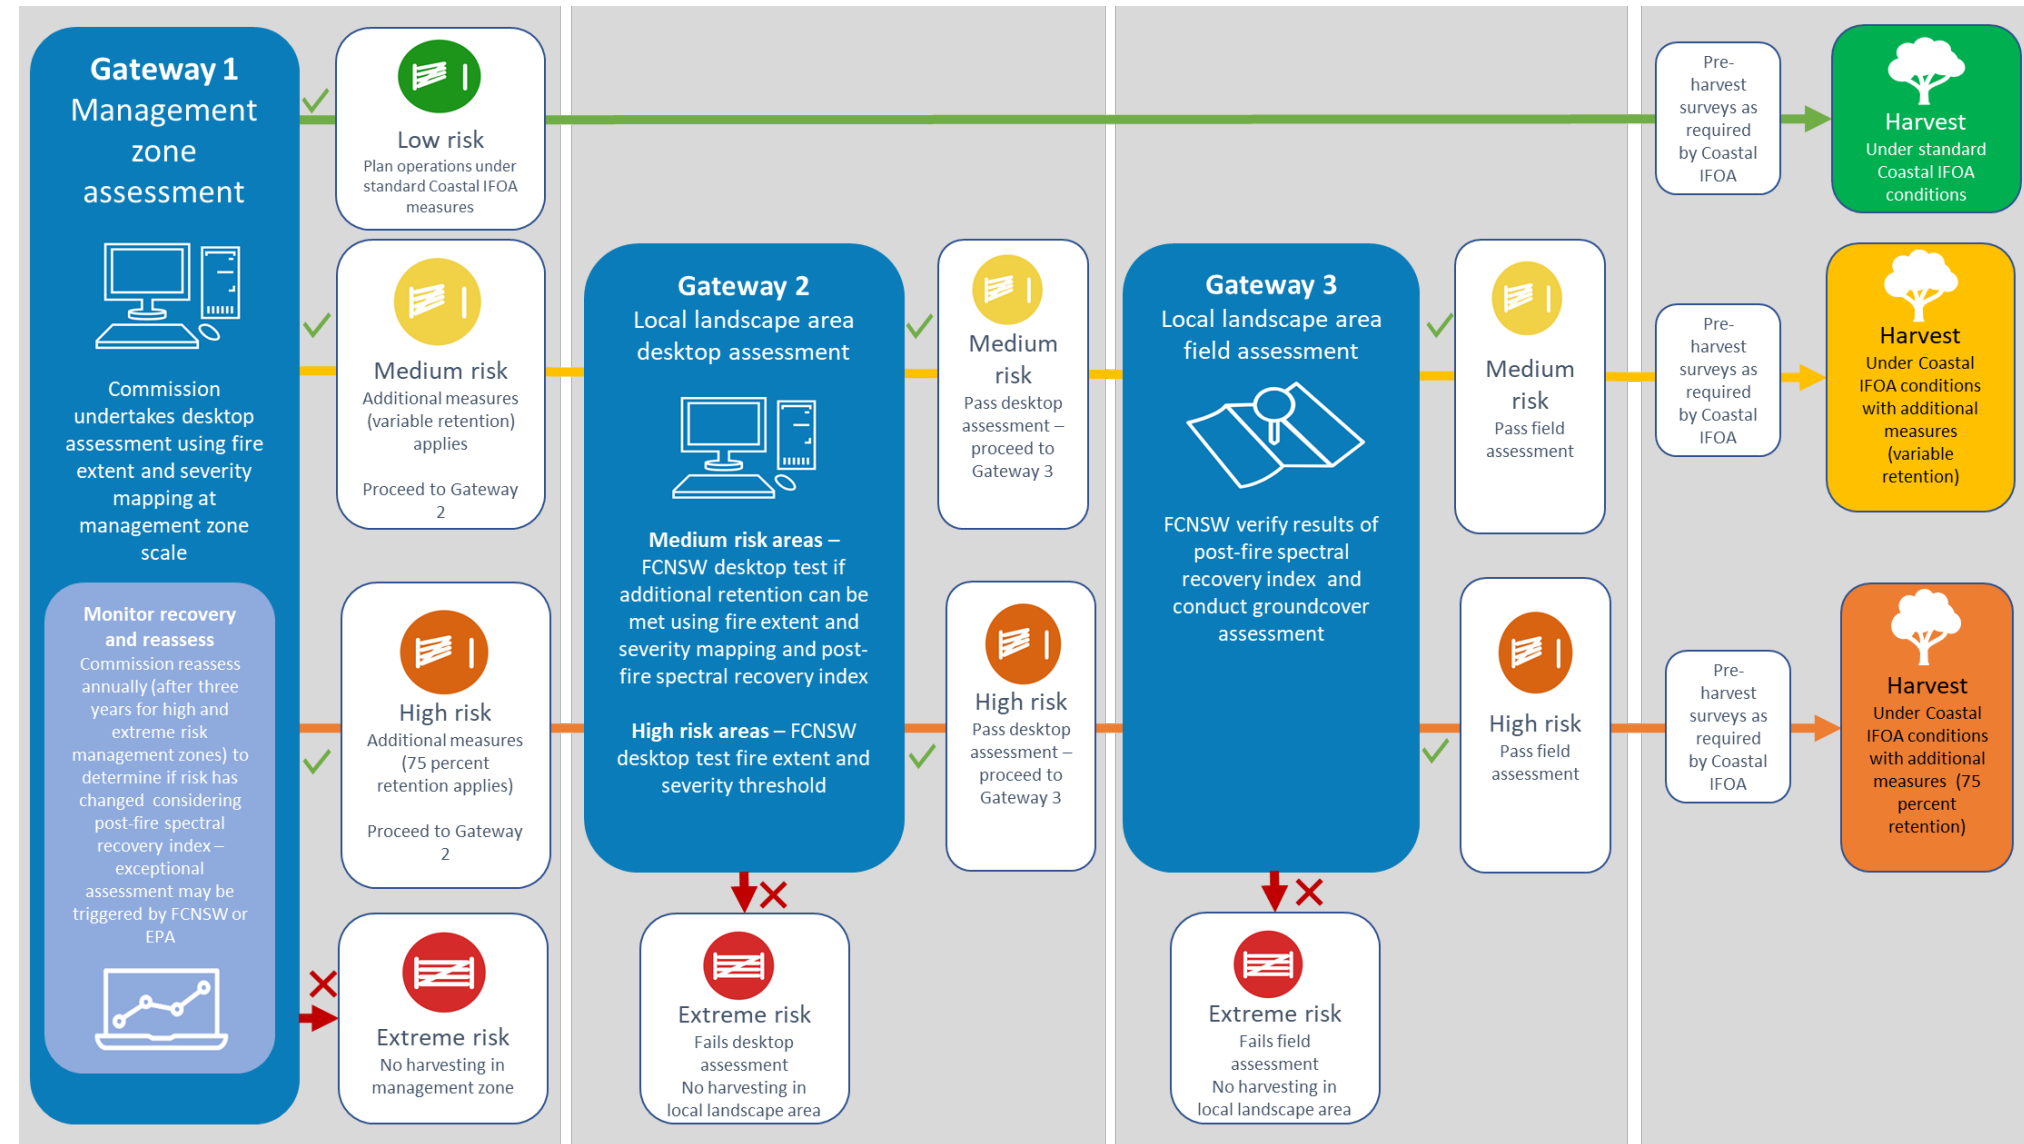 Gateway 1
Management
zone
assessment
Commission
undertakes desktop
assessment using fire
extent and severity
mapping at
management zone
scale
Monitor recovery
and reassess
Commission reassess
annually (after three
years for high and
extreme risk
management zones) to
determine if risk has
changed considering
post-fire spectral
recovery index –
exceptional
assessment may be
triggered by FCNSW or
EPA
Low risk
Plan operations under
standard Coastal IFOA
measures
Medium risk
Additional measures
(variable retention)
applies
Proceed to Gateway
2
High risk
Additional measures
(75 percent
retention applies)
Proceed to Gateway
2
Extreme risk
No harvesting in
management zone
Gateway 2
Local landscape area
desktop assessment
Medium risk areas –
FCNSW desktop test if
additional retention can be
met using fire extent and
severity mapping and post-
fire spectral recovery index
High risk areas – FCNSW
desktop test fire extent and
severity threshold
Extreme risk
Fails desktop
assessment
No harvesting in
local landscape area
Medium
risk
Pass desktop
assessment –
proceed to
Gateway 3
High risk
Pass desktop
assessment –
proceed to
Gateway 3
Gateway 3
Local landscape area
field assessment
FCNSW verify results of
post-fire spectral
recovery index and
conduct groundcover
assessment
Extreme risk
Fails field
assessment
No harvesting in
local landscape area
Medium
risk
Pass field
assessment
High risk
Pass field
assessment
Pre-
harvest
surveys as
required
by Coastal
IFOA
Harvest
Under standard
Coastal IFOA
conditions
Pre-
harvest
surveys as
required
by Coastal
IFOA
Harvest
Under Coastal
IFOA conditions
with additional
measures
(variable
retention)
Pre-
harvest
surveys as
required
by Coastal
IFOA
Harvest
Under Coastal
IFOA conditions
with additional
measures (75
percent
retention)